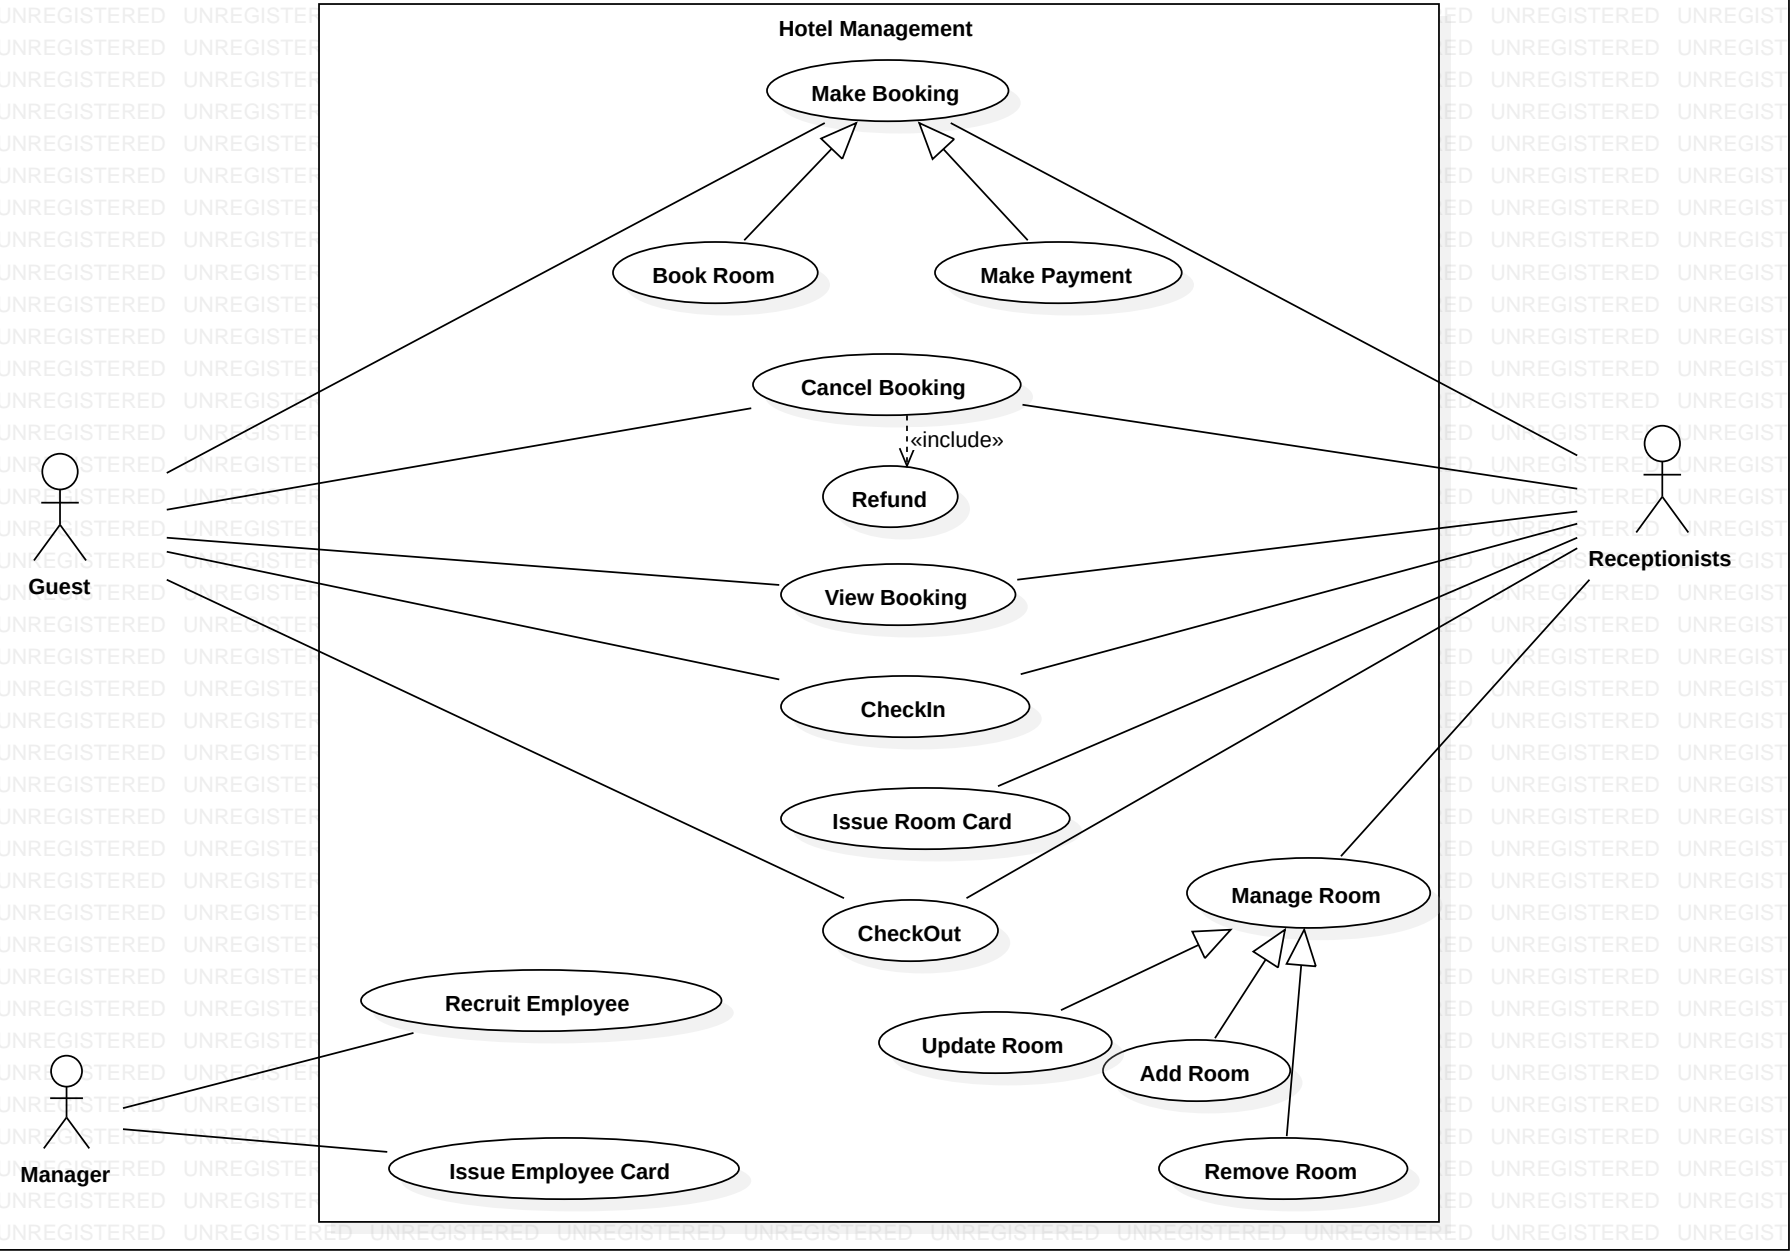 Hotel Management
Make Booking
Book Room
Make Payment
Cancel Booking
«include»
Refund
Guest
Receptionists
View Booking
CheckIn
Issue Room Card
Manage Room
CheckOut
Recruit Employee
Update Room
Add Room
Manager
Issue Employee Card
Remove Room
UNREGISTERED